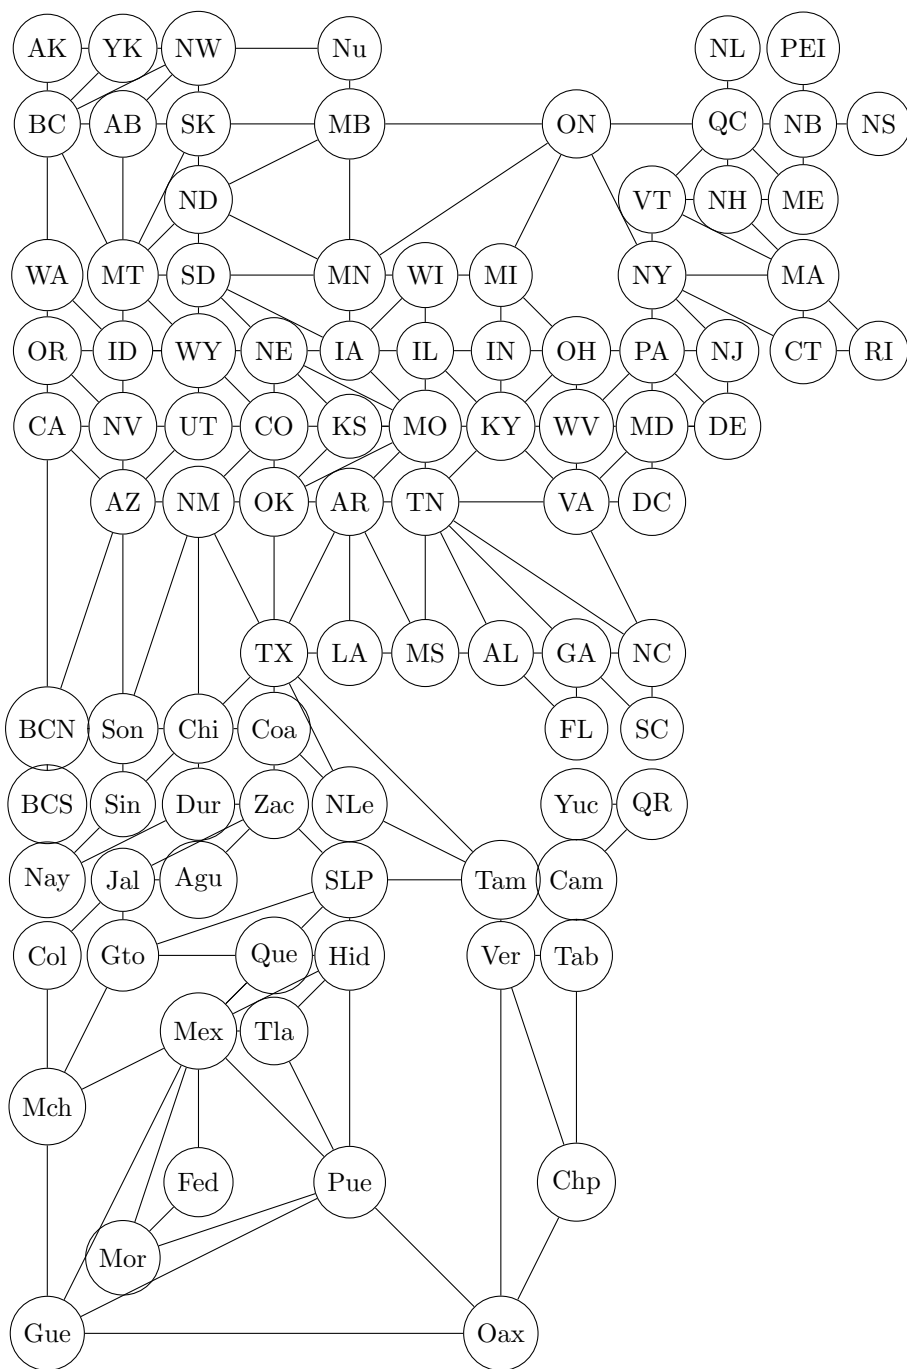 AK YK NW Nu NL PEI
BC AB SK MB ON QC NB NS
ND VT NH ME
WA MT SD MN WI MI NY MA
OR ID WY NE IA IL IN OH PA NJ CT RI
CA NV UT CO KS MO KY WV MD DE
AZ NM OK AR TN VA DC
TX LA MS AL GA NC
BCN Son Chi Coa FL SC
BCS Sin Dur Zac NLe Yuc QR
Nay Jal Agu SLP Tam Cam
Col Gto Que Hid Ver Tab
Mex Tla
Mch
Fed Pue Chp
Mor
Gue Oax